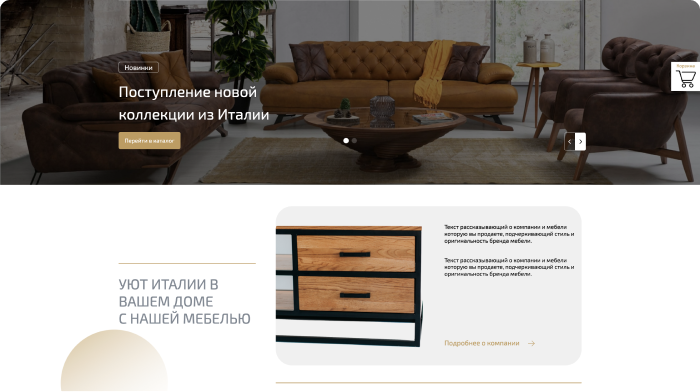 Корзина
Новинки
Поступление новой
коллекции из Италии
Перейти в каталог
УЮТ ИТАЛИИ В
ВАШЕМ ДОМЕ
С НАШЕЙ МЕБЕЛЬЮ
Текст рассказывающий о компании и мебели
которую вы продаете, подчеркивающий стиль и
оригинальность бренда мебели.
Текст рассказывающий о компании и мебели
которую вы продаете, подчеркивающий стиль и
оригинальность бренда мебели.
Подробнее о компании